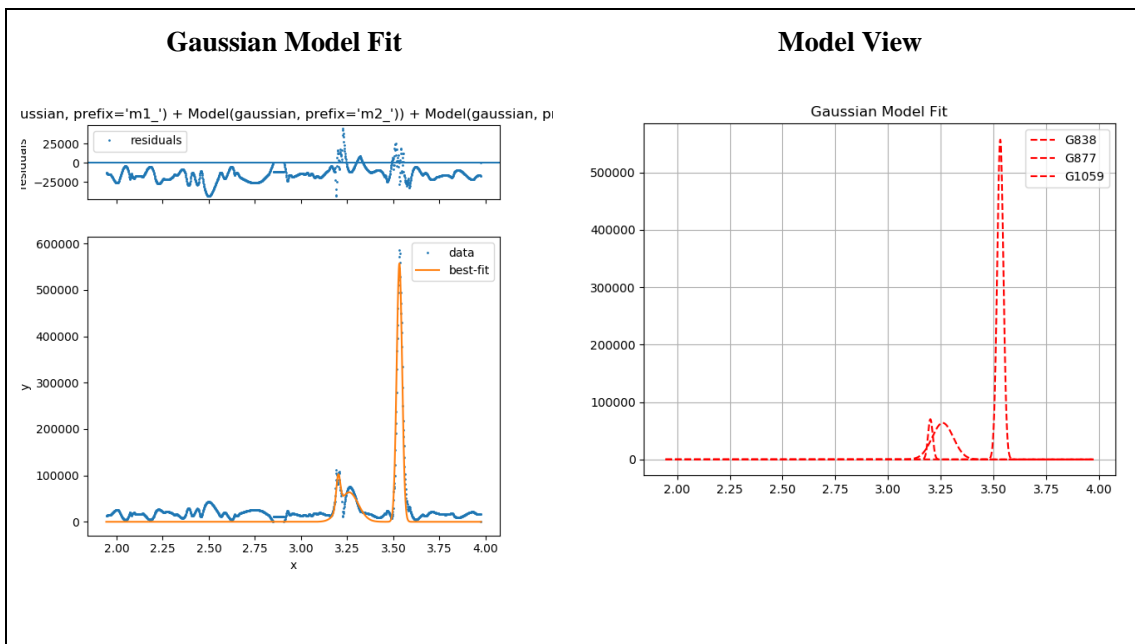 Gaussian Model Fit
Model View
ussian, prefix='m1_') + Model(gaussian, prefix='m2_')) + Model(gaussian, p
residuals
residuals
25000
0
−25000
600000
500000
400000
300000
200000
100000
0
y
data
best-fit
2.00 2.25 2.50 2.75 3.00 3.25 3.50 3.75 4.00
x
Gaussian Model Fit
G838
G877
G1059
500000
400000
300000
200000
100000
0
2.00 2.25 2.50 2.75 3.00 3.25 3.50 3.75 4.00